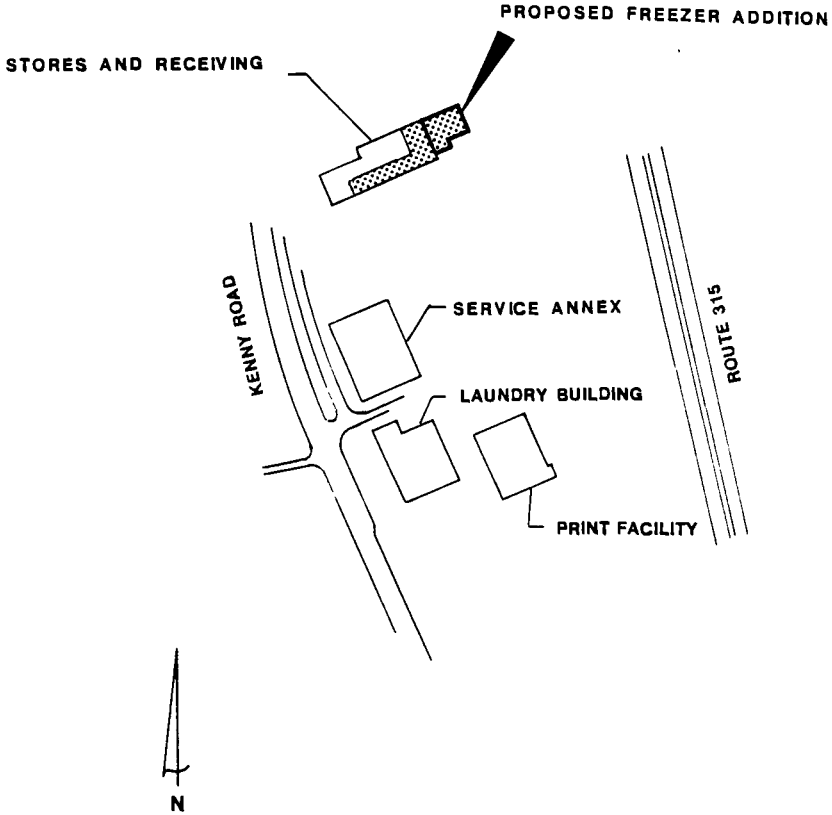 PROPOSED FREEZER ADDITION
STORES AND RECEIVING
KENNY ROAD
SERVICE ANNEX
ROUTE 315
LAUNDRY BUILDING
PRINT FACILITY
N